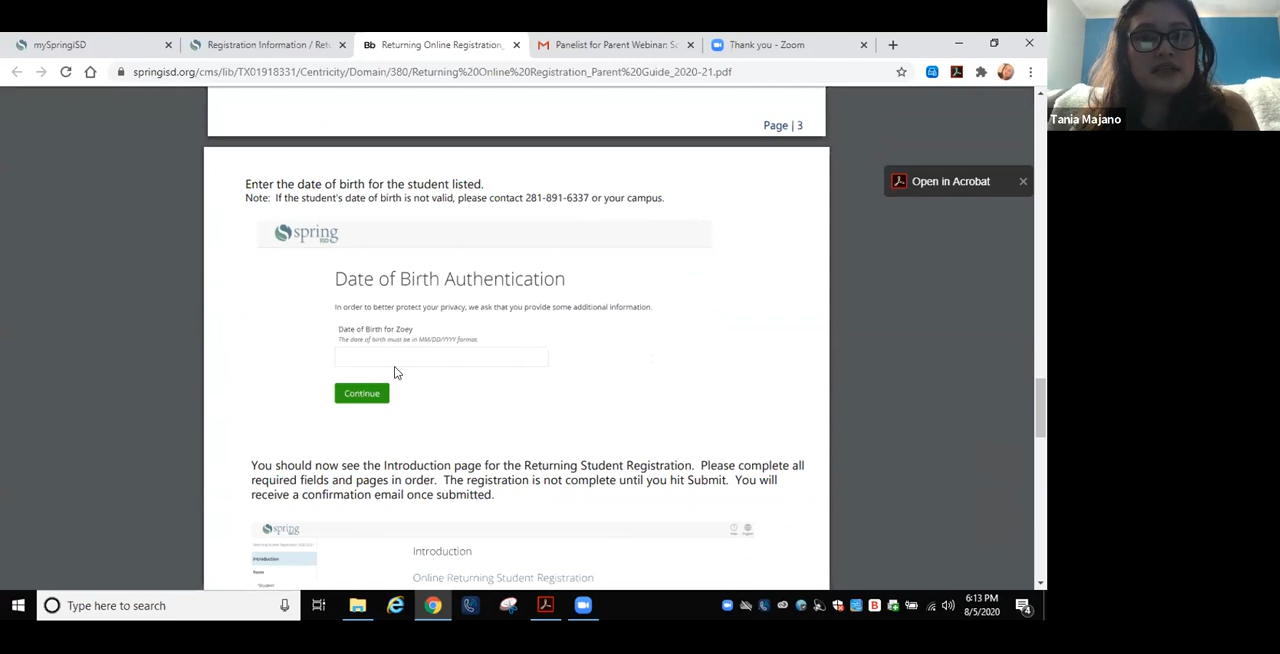 mySpringISD
Registration Information / Retu
Bb Returning Online Registration_
Panelist for Parent Webinar: Sc
Thank you - Zoom
springisd.org/cms/lib/TX01918331/Centricity/Domain/380/Returning%20Online%20Registration_Parent%20Guide_2020-21.pdf
Tania Majano
Page | 3
Open in Acrobat
Enter the date of birth for the student listed.
Note: If the student's date of birth is not valid, please contact 281-891-6337 or your campus.
spring
ISD
Date of Birth Authentication
In order to better protect your privacy, we ask that you provide some additional information.
Date of Birth for Zoey
The date of birth must be in MM/DD/YYYY format.
Continue
You should now see the Introduction page for the Returning Student Registration. Please complete all
required fields and pages in order. The registration is not complete until you hit Submit. You will
receive a confirmation email once submitted.
spring
Introduction
Introduction
Online Returning Student Registration
Student
Type here to search
6:13 PM
8/5/2020
4